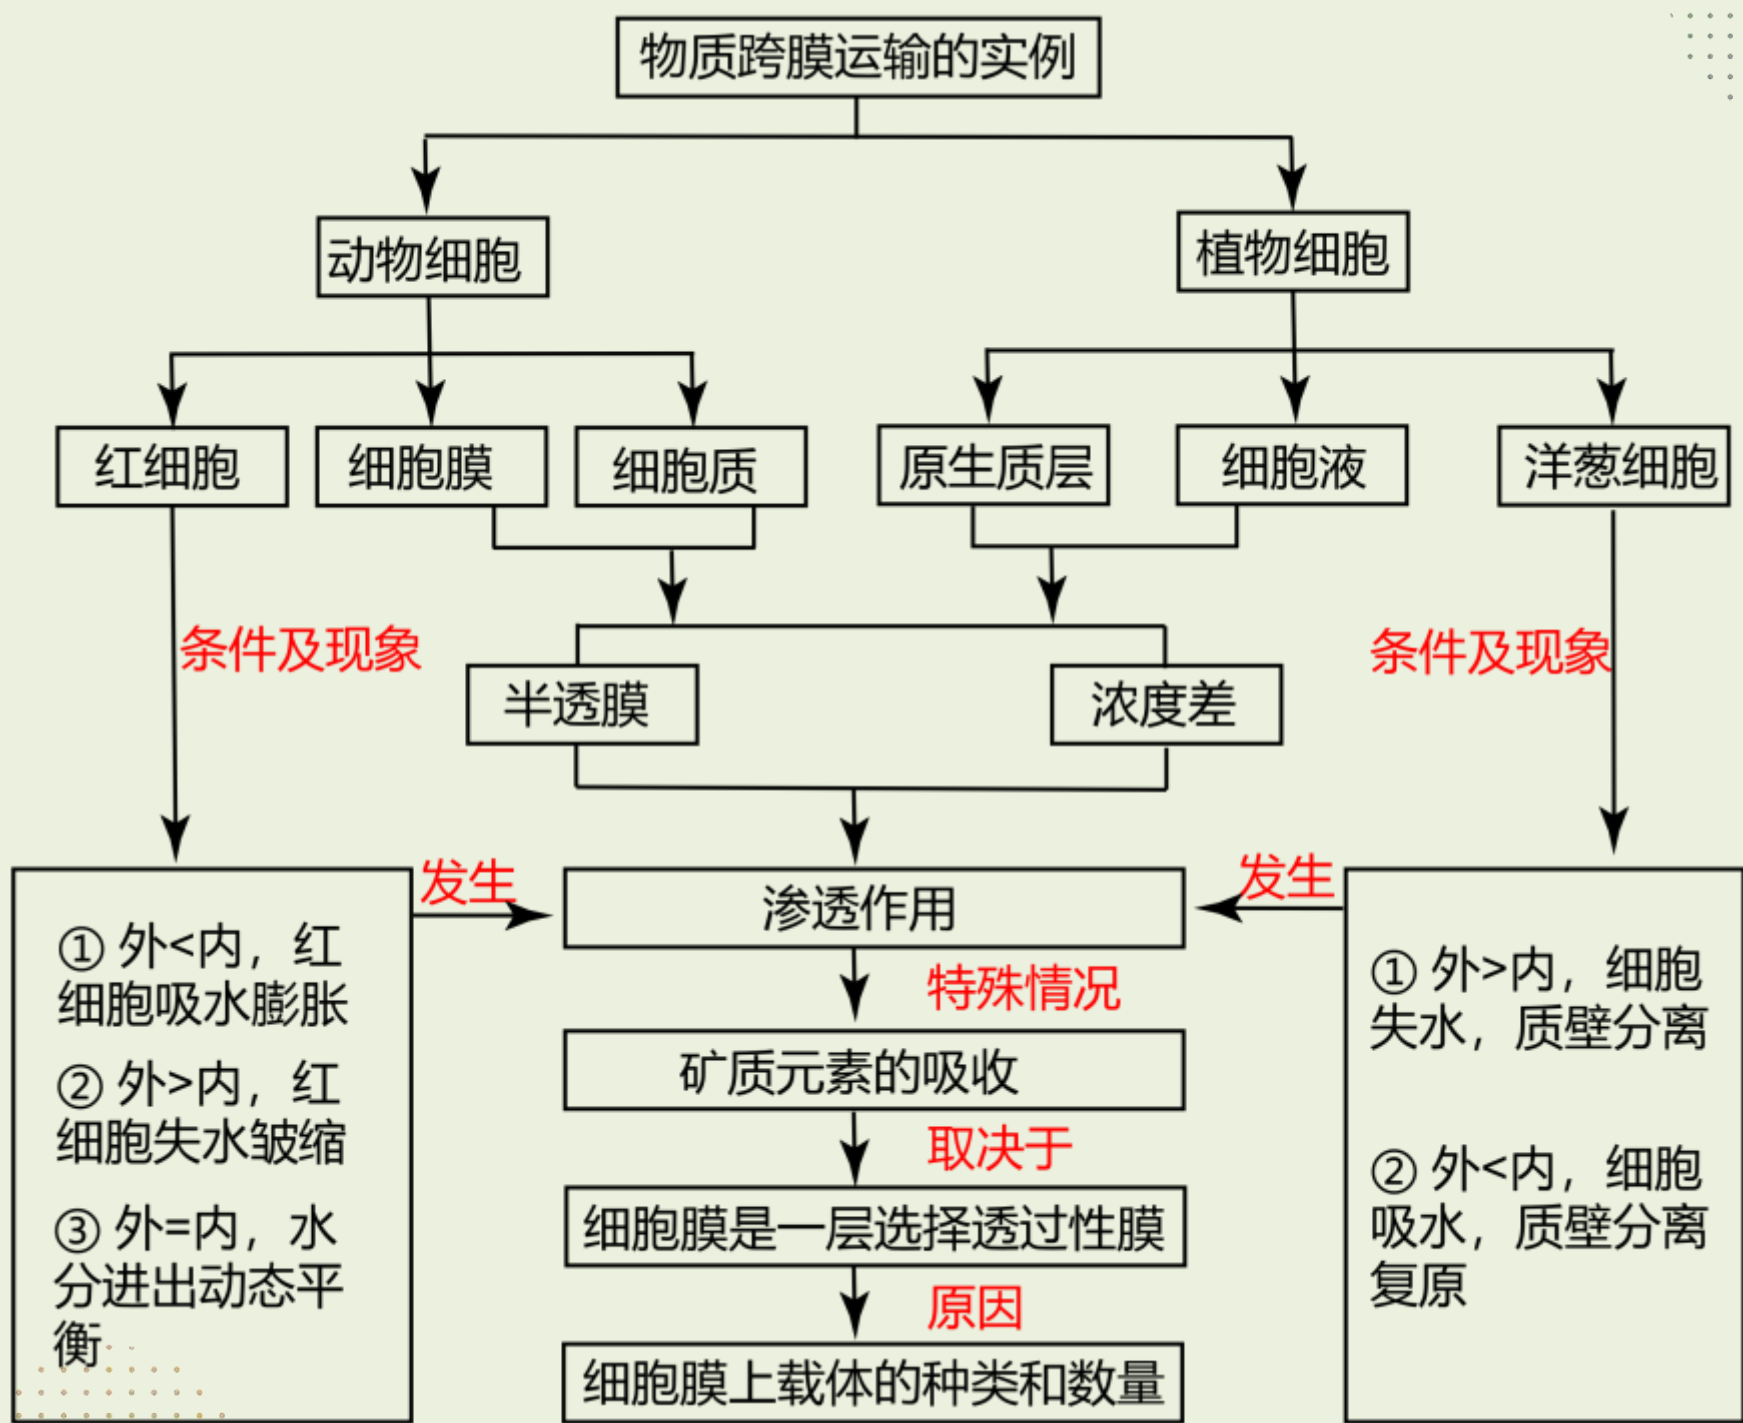 物质跨膜运输的实例
动物细胞
植物细胞
红细胞
细胞膜
细胞质
原生质层
细胞液
洋葱细胞
条件及现象
条件及现象
半透膜
浓度差
发生
渗透作用
发生
特殊情况
矿质元素的吸收
取决于
细胞膜是一层选择透过性膜
原因
细胞膜上载体的种类和数量
① 外<内，红
细胞吸水膨胀
② 外>内，红
细胞失水皱缩
③ 外=内，水
分进出动态平
衡
① 外>内，细胞
失水，质壁分离
② 外<内，细胞
吸水，质壁分离
复原